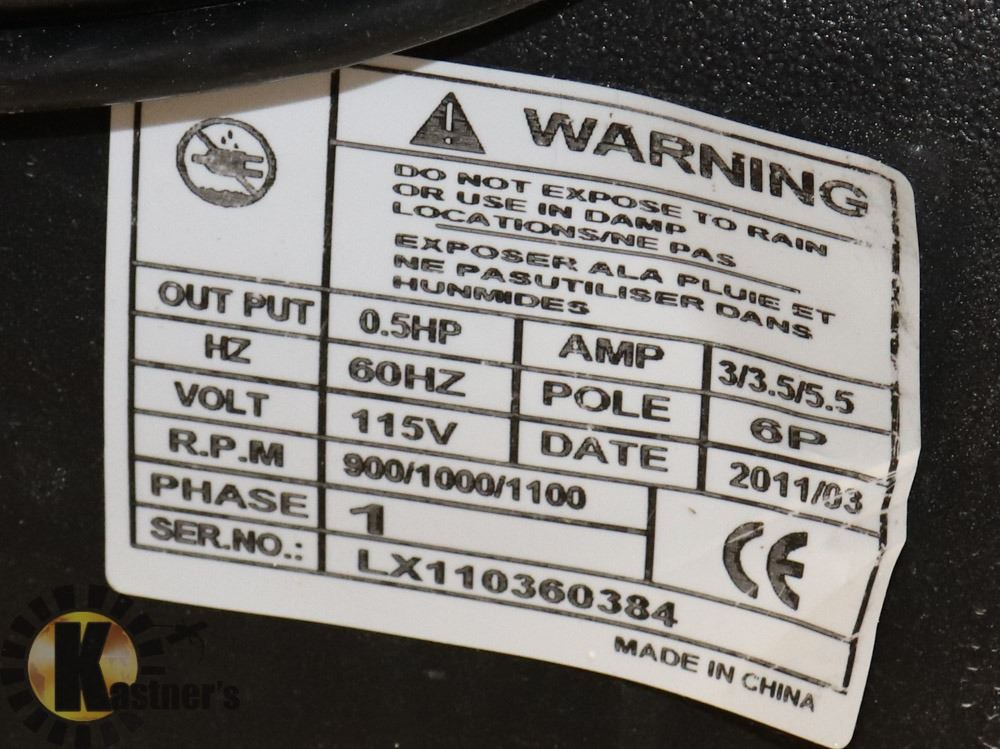 WARNING
DO NOT EXPOSE TO RAIN
OR USE IN DAMP
LOCATIONS/NE PAS
EXPOSER ALA PLUIE ET
NE PASUTILISER DANS
HUNMIDES
OUT PUT 0.5HP AMP 3/3.5/5.5
HZ 60HZ POLE 6P
VOLT 115V DATE 2011/03
R.P.M 900/1000/1100
PHASE 1 CE
SER.NO.: LX110360384
MADE IN CHINA
Kastner's